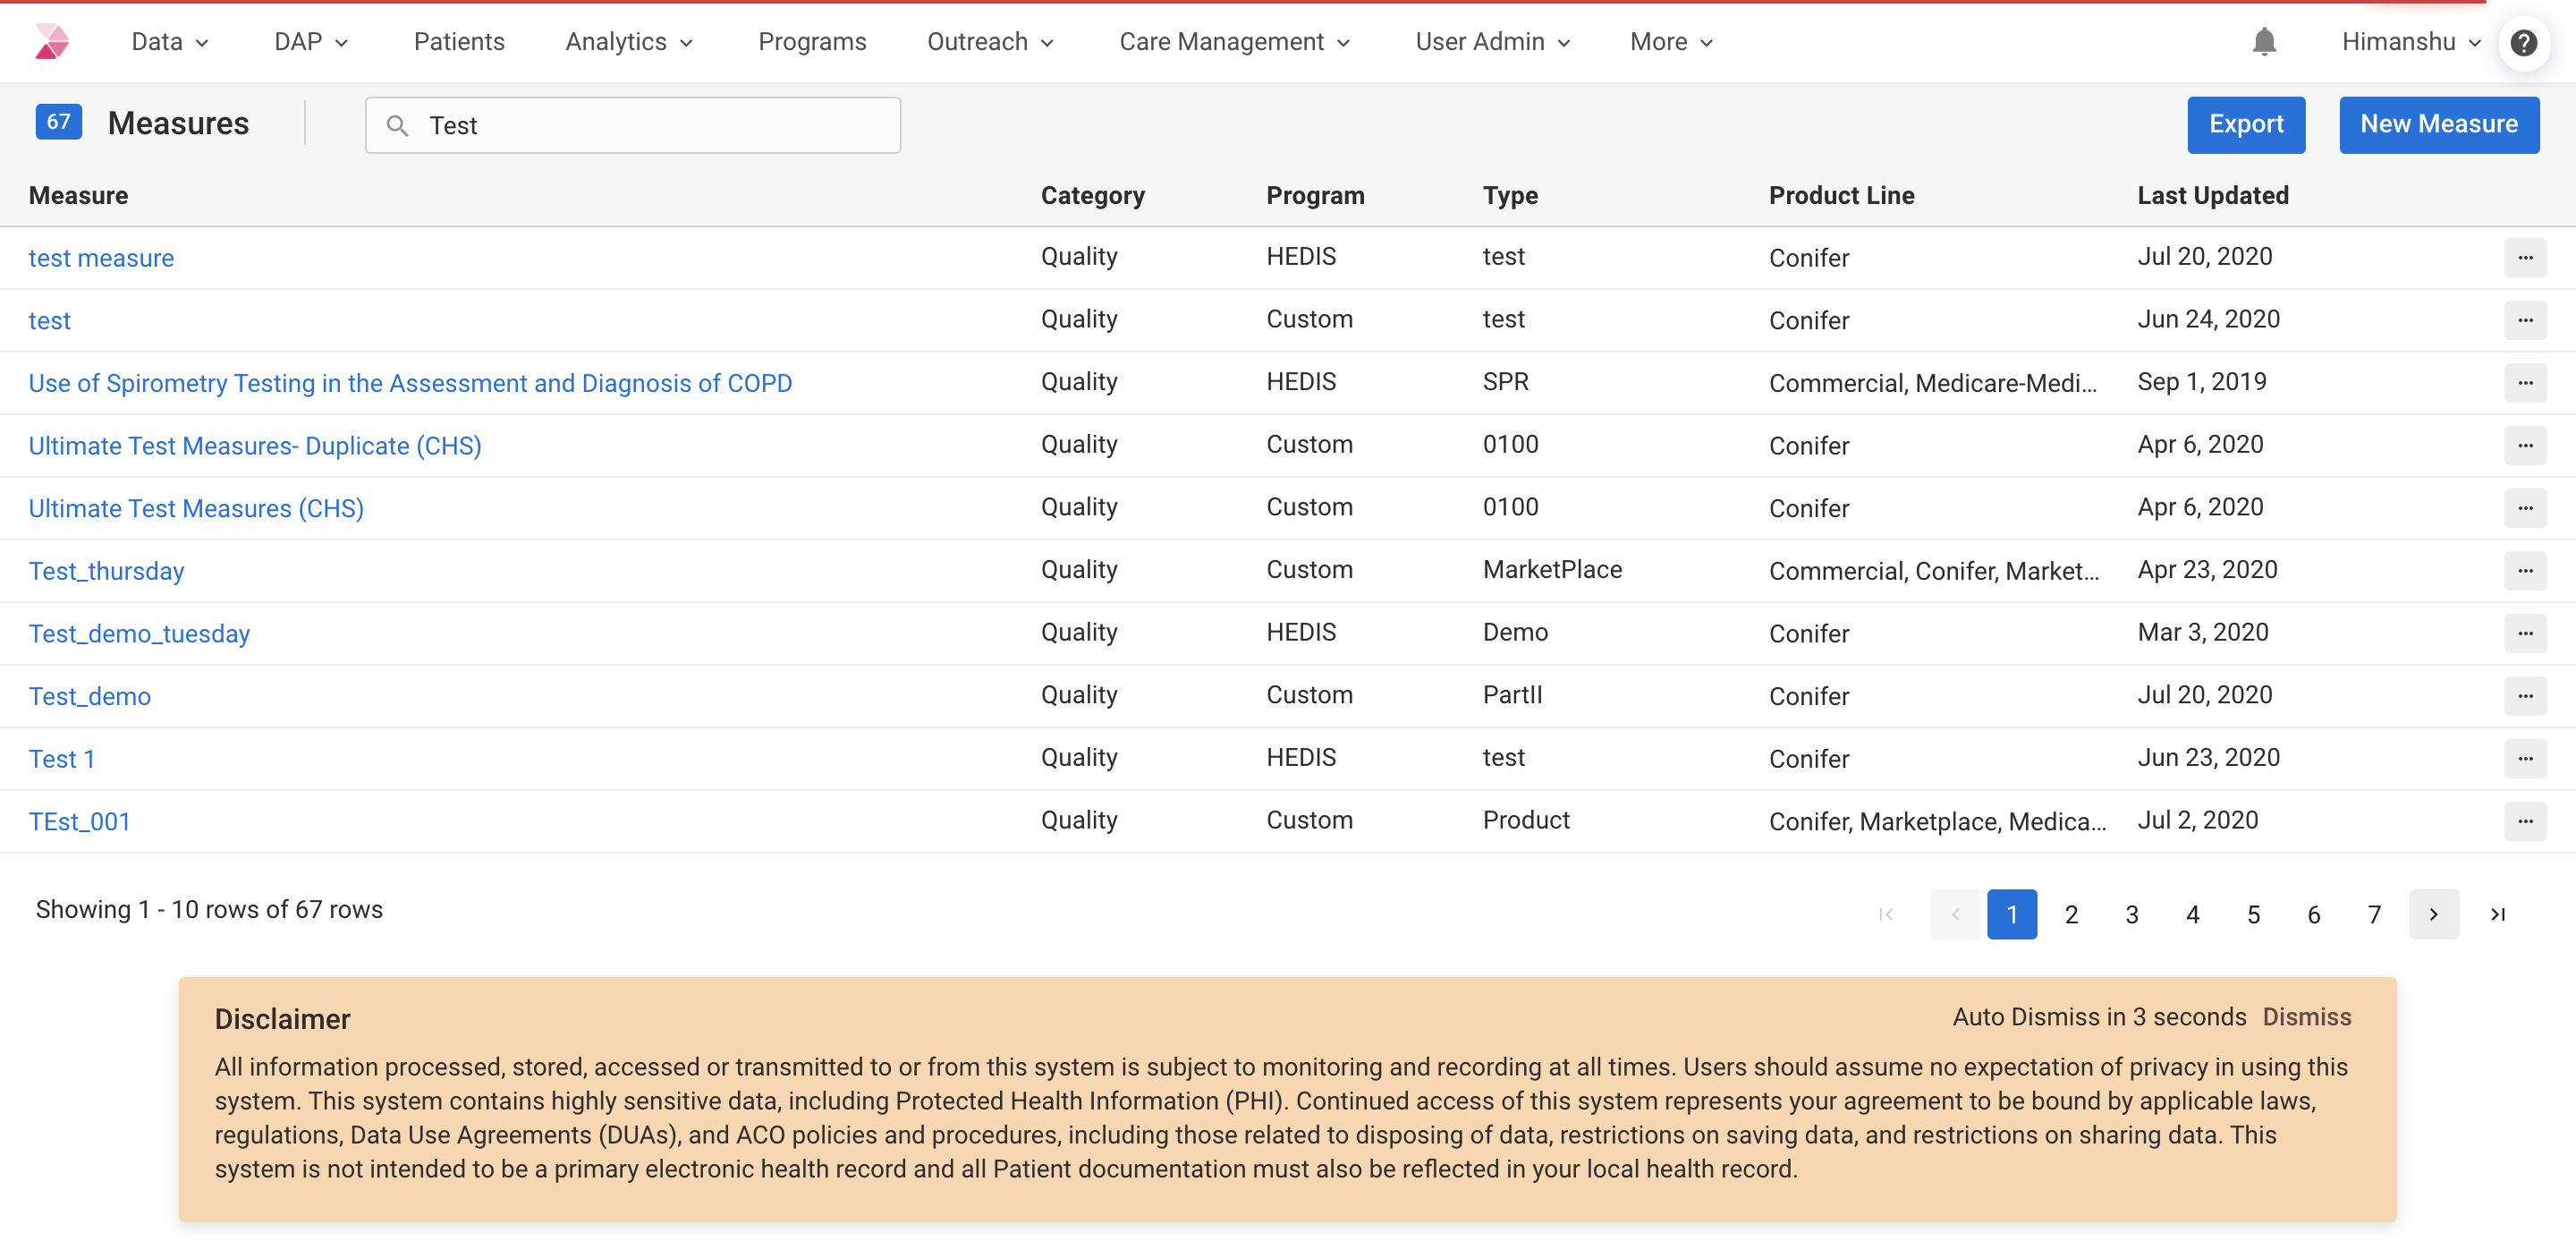 Data DAP Patients Analytics Programs Outreach Care Management User Admin More Himanshu
67 Measures Test Export New Measure
Measure Category Program Type Product Line Last Updated
test measure Quality HEDIS test Conifer Jul 20, 2020
test Quality Custom test Conifer Jun 24, 2020
Use of Spirometry Testing in the Assessment and Diagnosis of COPD Quality HEDIS SPR Commercial, Medicare-Medi... Sep 1, 2019
Ultimate Test Measures- Duplicate (CHS) Quality Custom 0100 Conifer Apr 6, 2020
Ultimate Test Measures (CHS) Quality Custom 0100 Conifer Apr 6, 2020
Test_thursday Quality Custom MarketPlace Commercial, Conifer, Market... Apr 23, 2020
Test_demo_tuesday Quality HEDIS Demo Conifer Mar 3, 2020
Test_demo Quality Custom PartII Conifer Jul 20, 2020
Test 1 Quality HEDIS test Conifer Jun 23, 2020
TEst_001 Quality Custom Product Conifer, Marketplace, Medica... Jul 2, 2020
Showing 1 - 10 rows of 67 rows 1 2 3 4 5 6 7
Disclaimer Auto Dismiss in 3 seconds Dismiss
All information processed, stored, accessed or transmitted to or from this system is subject to monitoring and recording at all times. Users should assume no expectation of privacy in using this
system. This system contains highly sensitive data, including Protected Health Information (PHI). Continued access of this system represents your agreement to be bound by applicable laws,
regulations, Data Use Agreements (DUAs), and ACO policies and procedures, including those related to disposing of data, restrictions on saving data, and restrictions on sharing data. This
system is not intended to be a primary electronic health record and all Patient documentation must also be reflected in your local health record.